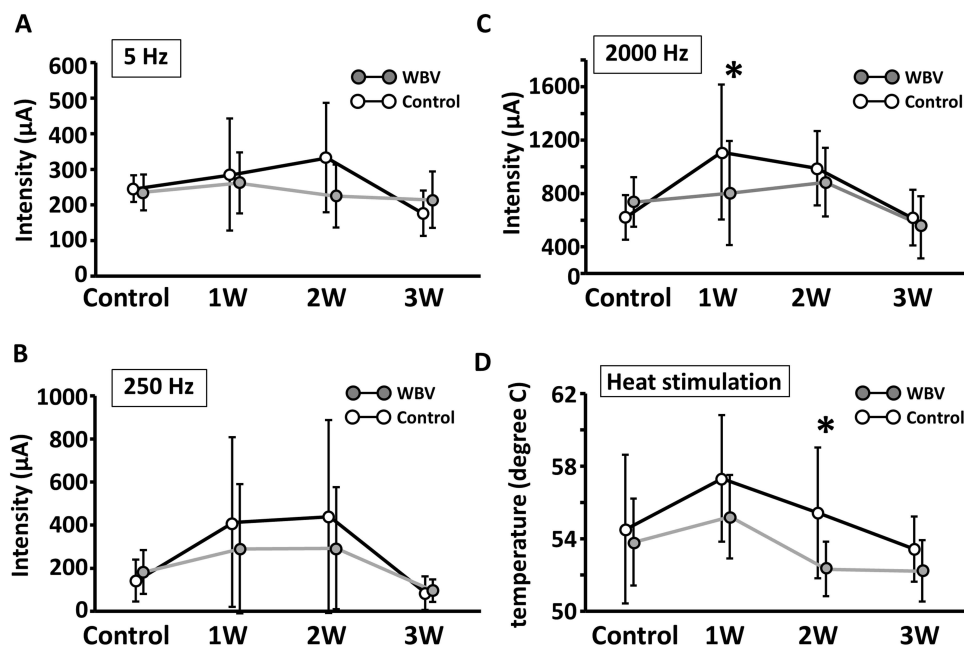 A
5 Hz
WBV
Control
Intensity (µA)
600
500
400
300
200
100
0
Control 1W 2W 3W
C
2000 Hz
*
WBV
Control
Intensity (µA)
1600
1200
800
400
0
Control 1W 2W 3W
B
250 Hz
WBV
Control
Intensity (µA)
1000
800
600
400
200
0
Control 1W 2W 3W
D
Heat stimulation
*
WBV
Control
temperature (degree C)
62
58
54
50
Control 1W 2W 3W